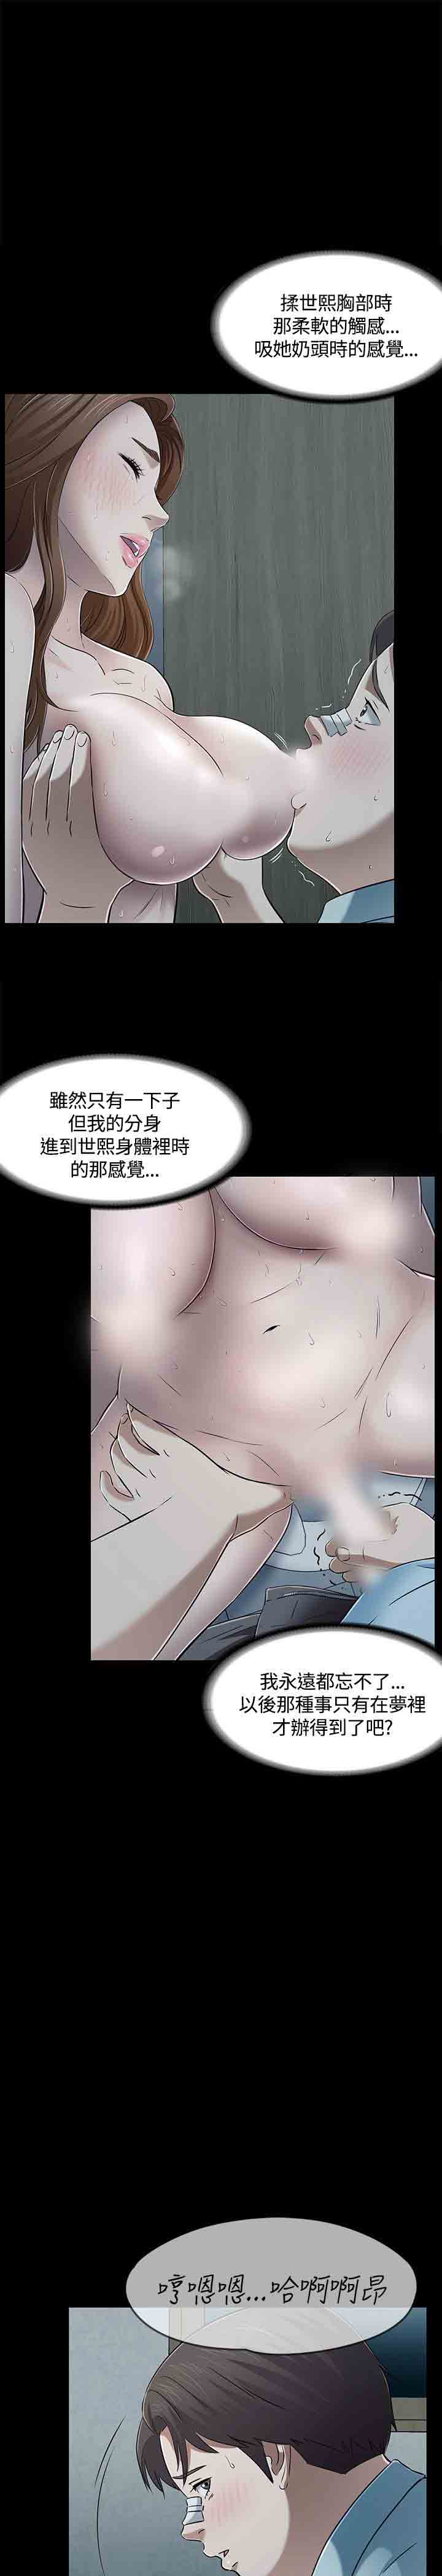 揉世熙胸部時
那柔軟的觸感...
吸她奶頭時的感覺...
雖然只有一下子
但我的分身
進到世熙身體裡時
的那感覺...
我永遠都忘不了...
以後那種事只有在夢裡
才辦得到了吧?
哼嗯嗯...哈啊啊昂